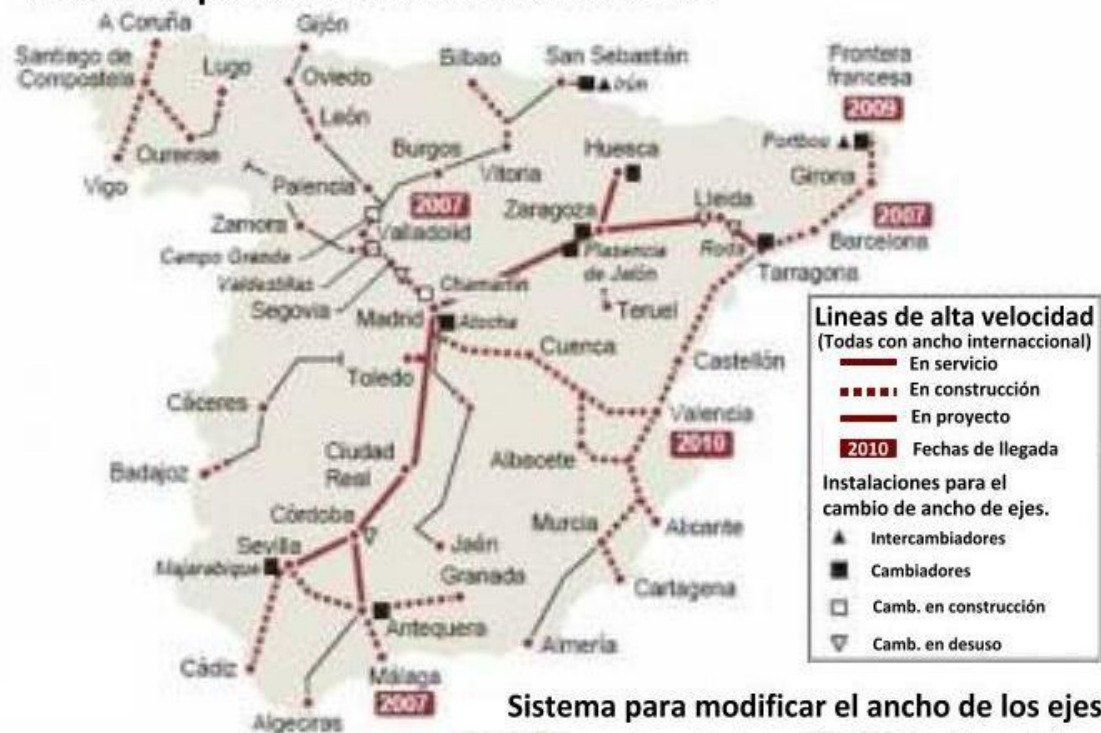 A Coruña
Gijón
Santiago de
Compostela
Lugo
Oviedo
Bilbao
San Sebastián
Irún
Frontera
francesa
2009
León
Ourense
Burgos
Vitoria
Huesca
Portbou
Vigo
Palencia
2007
Lleida
Girona
Zamora
Zaragoza
2007
Valladolid
Campo Grande
Plasencia
de Jalón
Roda
Barcelona
Valdestillas
Chamartín
Tarragona
Segovia
Madrid
Atocha
Teruel
Cuenca
Toledo
Castellón
Cáceres
Valencia
2010
Ciudad
Real
Albacete
Badajoz
Córdoba
Murcia
Alicante
Sevilla
Majarabique
Jaén
Granada
Cartagena
Antequera
Almería
Cádiz
Málaga
2007
Algeciras
Lineas de alta velocidad
(Todas con ancho internaccional)
En servicio
En construcción
En proyecto
2010 Fechas de llegada
Instalaciones para el
cambio de ancho de ejes.
Intercambiadores
Cambiadores
Camb. en construcción
Camb. en desuso
Sistema para modificar el ancho de los ejes